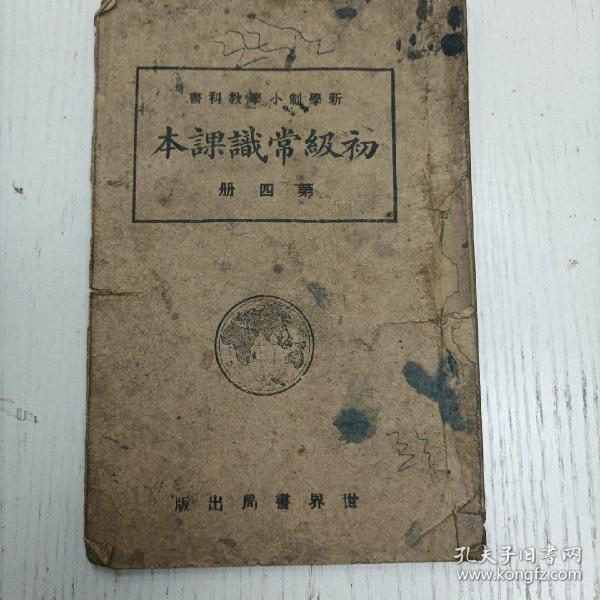 新學制小學教科書
初級常識課本
第四册
世界書局出版
孔夫子旧书网
www.kongfz.com